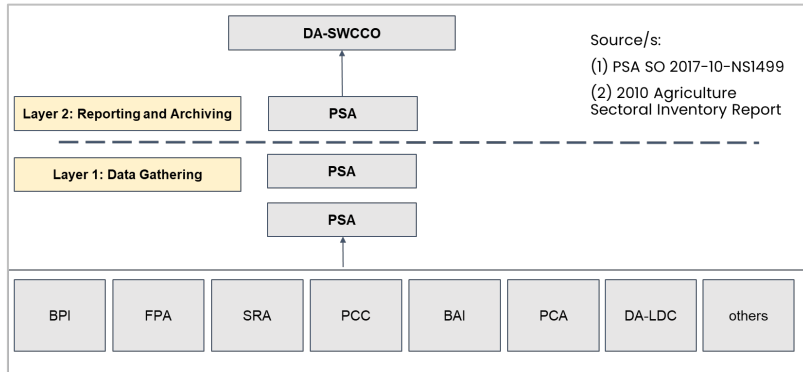 DA-SWCCO
Source/s:
(1) PSA SO 2017-10-NS1499
(2) 2010 Agriculture
Sectoral Inventory Report
Layer 2: Reporting and Archiving
PSA
Layer 1: Data Gathering
PSA
PSA
BPI
FPA
SRA
PCC
BAI
PCA
DA-LDC
others